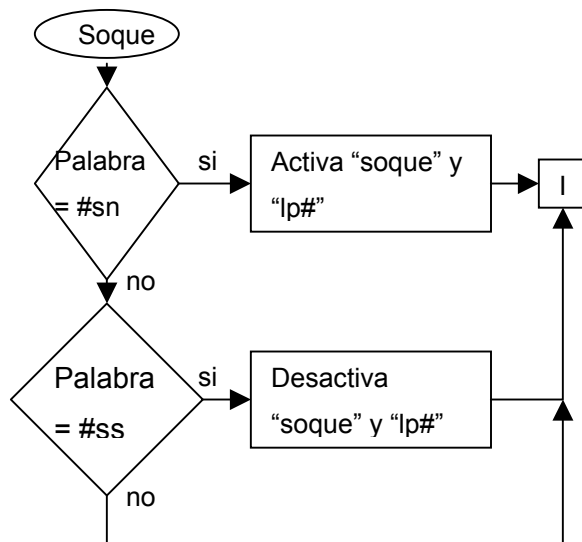 Soque
Palabra
= #sn
si
Activa “soque” y
“lp#”
I
no
Palabra
= #ss
si
Desactiva
“soque” y “lp#”
no